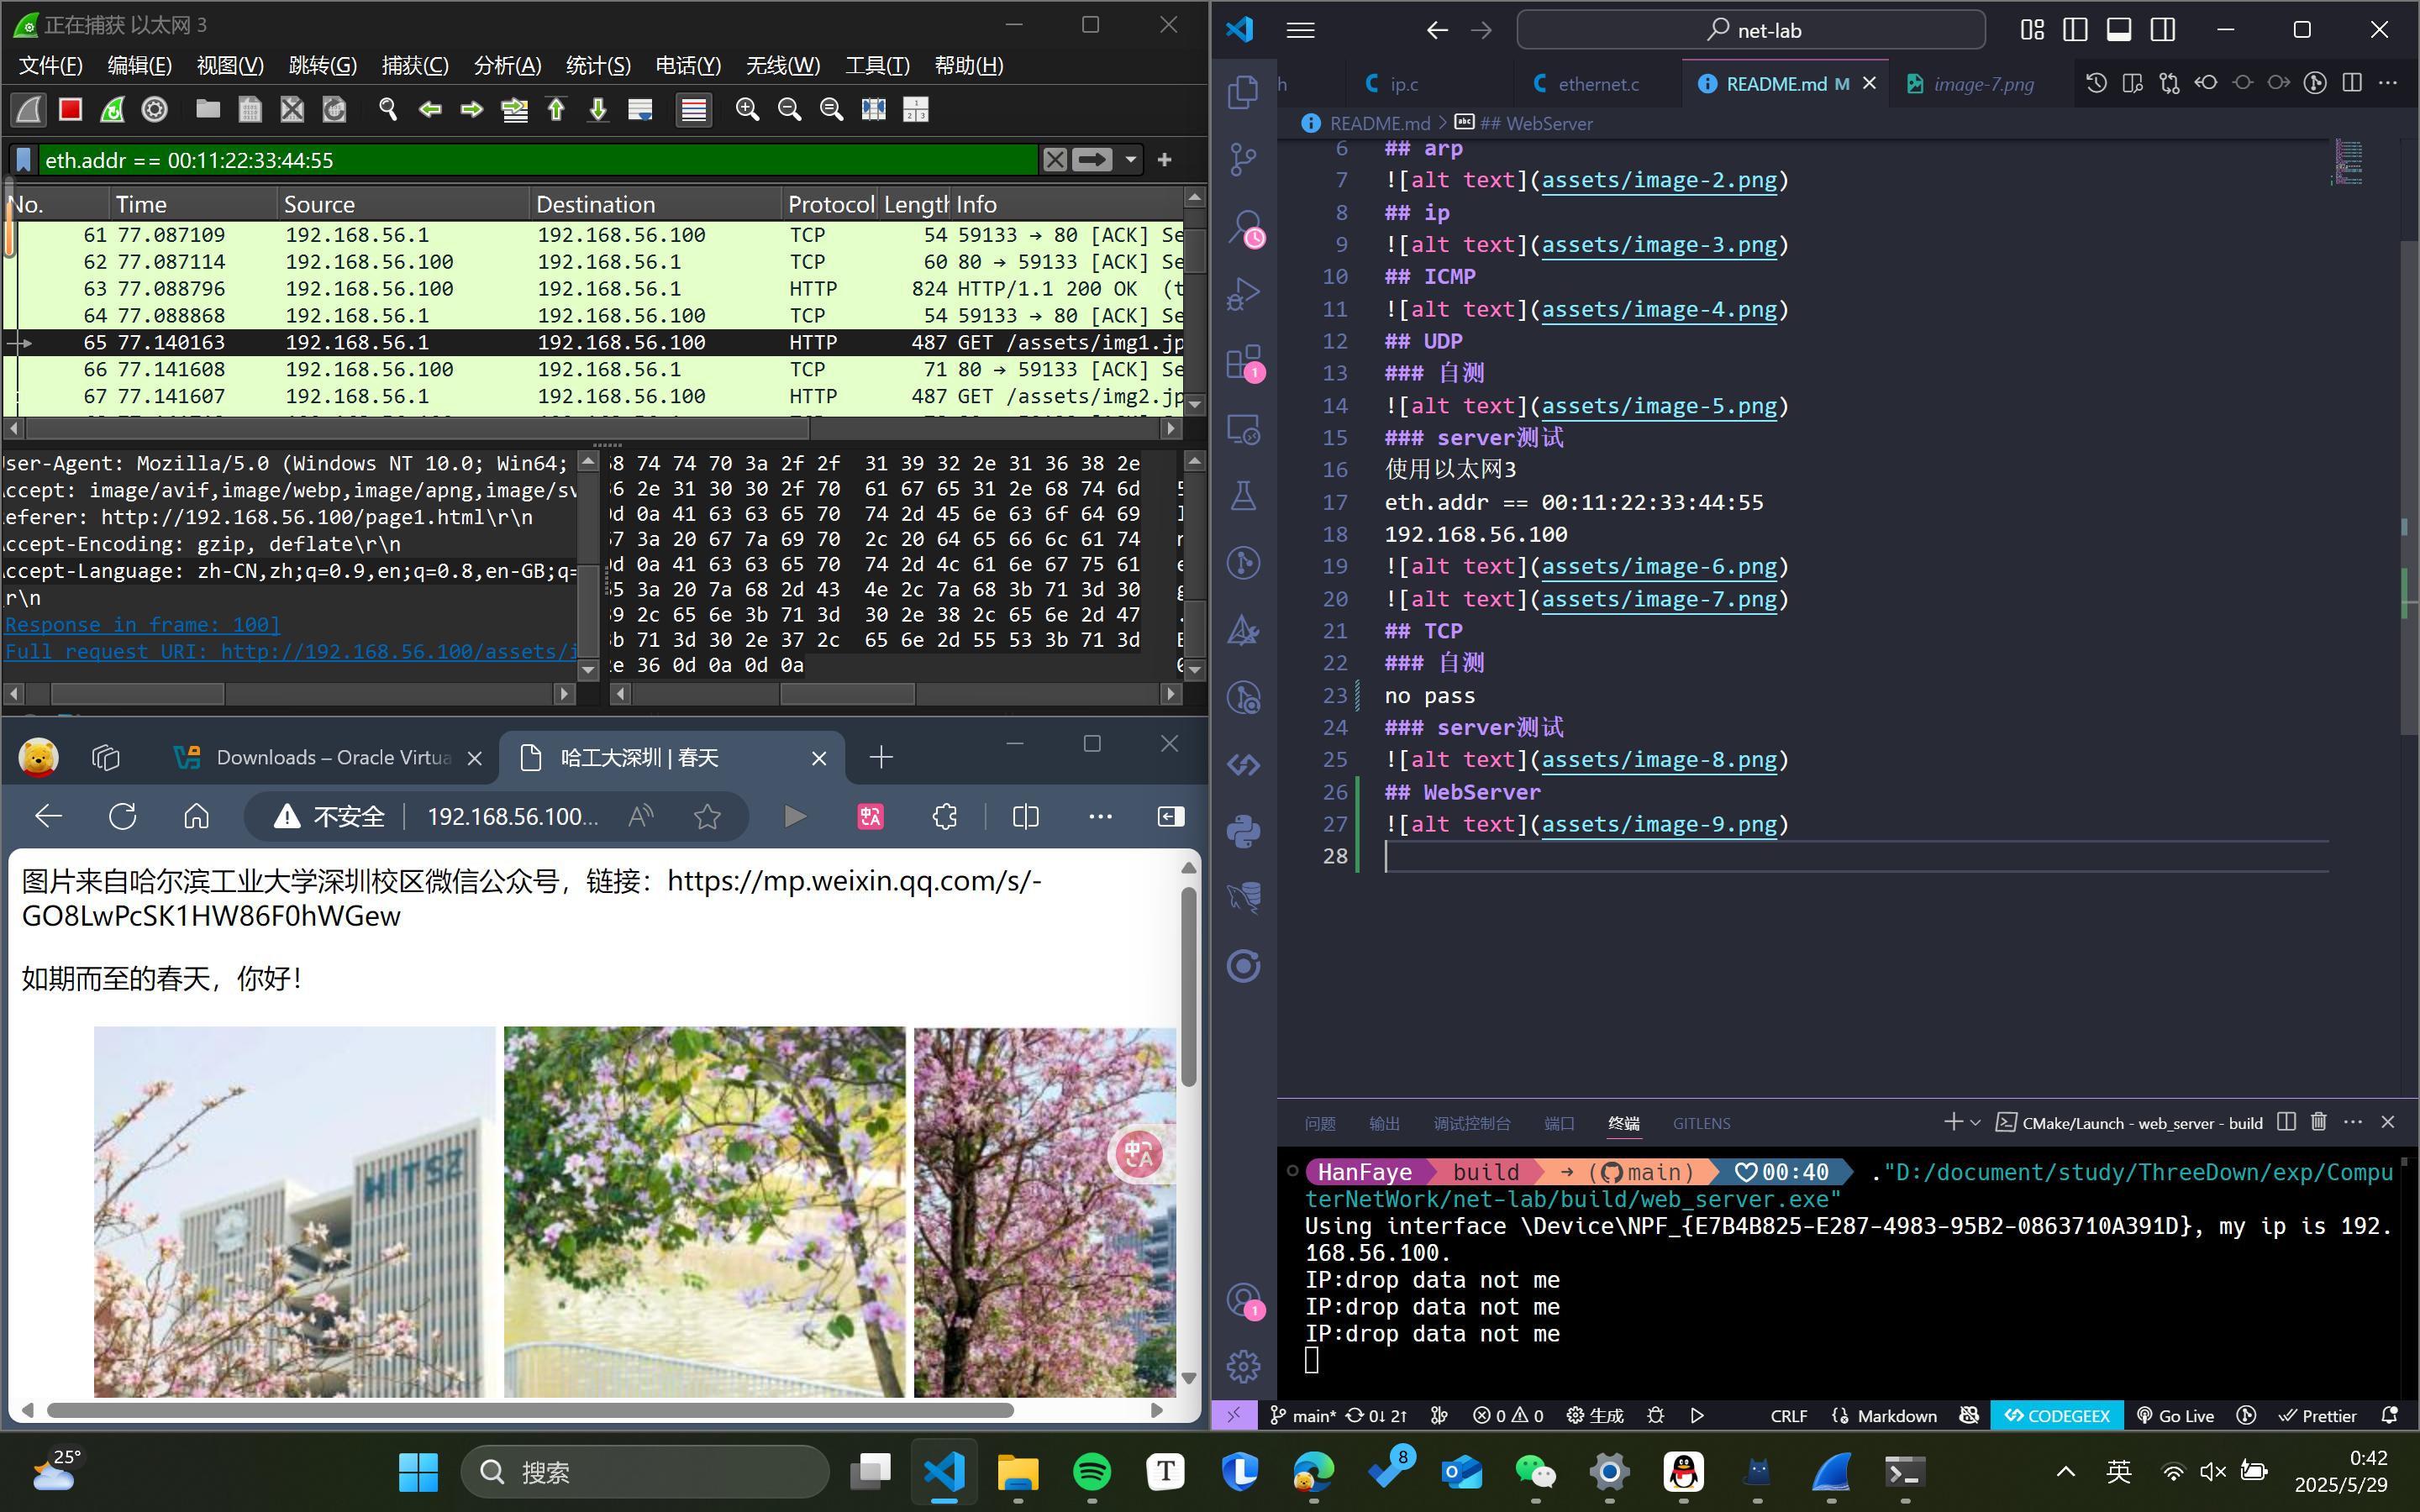 正在捕获 以太网 3
文件(F) 编辑(E) 视图(V) 跳转(G) 捕获(C) 分析(A) 统计(S) 电话(Y) 无线(W) 工具(T) 帮助(H)
eth.addr == 00:11:22:33:44:55
No. Time Source Destination Protocol Length Info
61 77.087109 192.168.56.1 192.168.56.100 TCP 54 59133 → 80 [ACK] Se
62 77.087114 192.168.56.100 192.168.56.1 TCP 60 80 → 59133 [ACK] Se
63 77.088796 192.168.56.100 192.168.56.1 HTTP 824 HTTP/1.1 200 OK (t
64 77.088868 192.168.56.1 192.168.56.100 TCP 54 59133 → 80 [ACK] Se
65 77.140163 192.168.56.1 192.168.56.100 HTTP 487 GET /assets/img1.jp
66 77.141608 192.168.56.100 192.168.56.1 TCP 71 80 → 59133 [ACK] Se
67 77.141607 192.168.56.1 192.168.56.100 HTTP 487 GET /assets/img2.jp
ser-Agent: Mozilla/5.0 (Windows NT 10.0; Win64;
ccept: image/avif,image/webp,image/apng,image/sv
eferer: http://192.168.56.100/page1.html\r\n
ccept-Encoding: gzip, deflate\r\n
ccept-Language: zh-CN,zh;q=0.9,en;q=0.8,en-GB;q=
r\n
Response in frame: 100]
Full request URI: http://192.168.56.100/assets/i
68 74 74 70 3a 2f 2f 31 39 32 2e 31 36 38 2e
36 2e 31 30 30 2f 70 61 67 65 31 2e 68 74 6d
0d 0a 41 63 63 65 70 74 2d 45 6e 63 6f 64 69
67 3a 20 67 7a 69 70 2c 20 64 65 66 6c 61 74
0d 0a 41 63 63 65 70 74 2d 4c 61 6e 67 75 61
65 3a 20 7a 68 2d 43 4e 2c 7a 68 3b 71 3d 30
39 2c 65 6e 3b 71 3d 30 2e 38 2c 65 6e 2d 47
3b 71 3d 30 2e 37 2c 65 6e 2d 55 53 3b 71 3d
2e 36 0d 0a 0d 0a
Downloads – Oracle Virtua
哈工大深圳 | 春天
不安全 192.168.56.100...
图片来自哈尔滨工业大学深圳校区微信公众号，链接：https://mp.weixin.qq.com/s/-
GO8LwPcSK1HW86F0hWGew
如期而至的春天，你好！
HITSZ
net-lab
h ip.c ethernet.c README.md M image-7.png
README.md > ## WebServer
6 ## arp
7 ![alt text](assets/image-2.png)
8 ## ip
9 ![alt text](assets/image-3.png)
10 ## ICMP
11 ![alt text](assets/image-4.png)
12 ## UDP
13 ### 自测
14 ![alt text](assets/image-5.png)
15 ### server测试
16 使用以太网3
17 eth.addr == 00:11:22:33:44:55
18 192.168.56.100
19 ![alt text](assets/image-6.png)
20 ![alt text](assets/image-7.png)
21 ## TCP
22 ### 自测
23 no pass
24 ### server测试
25 ![alt text](assets/image-8.png)
26 ## WebServer
27 ![alt text](assets/image-9.png)
28
问题 输出 调试控制台 端口 终端 GITLENS
CMake/Launch - web_server - build
HanFaye build → (main) 00:40 ."D:/document/study/ThreeDown/exp/Compu
terNetWork/net-lab/build/web_server.exe"
Using interface \Device\NPF_{E7B4B825-E287-4983-95B2-0863710A391D}, my ip is 192.
168.56.100.
IP:drop data not me
IP:drop data not me
IP:drop data not me
main* 0↓ 2↑ 0 0 生成 CRLF Markdown CODEGEEX Go Live Prettier
25°
搜索
8
英
0:42
2025/5/29